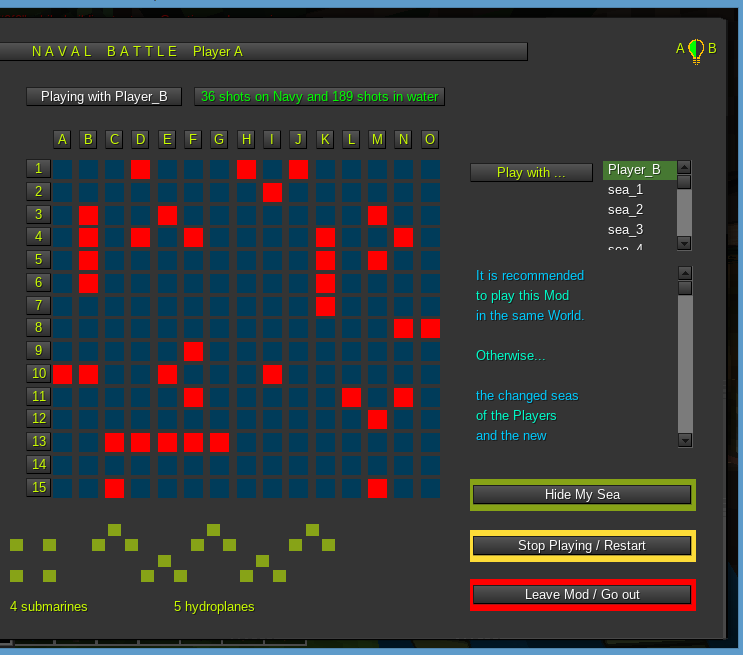 NAVAL BATTLE Player A
A B
Playing with Player_B
36 shots on Navy and 189 shots in water
A B C D E F G H I J K L M N O
1
2
3
4
5
6
7
8
9
10
11
12
13
14
15
Play with ...
Player_B
sea_1
sea_2
sea_3
sea_4
It is recommended
to play this Mod
in the same World.
Otherwise...
the changed seas
of the Players
and the new
Hide My Sea
Stop Playing / Restart
Leave Mod / Go out
4 submarines
5 hydroplanes